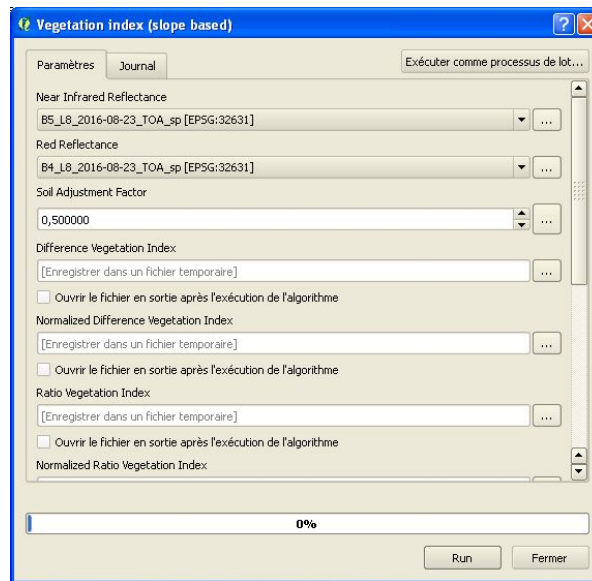 Vegetation index (slope based)
Paramètres
Journal
Exécuter comme processus de lot...
Near Infrared Reflectance
B5_L8_2016-08-23_TOA_sp [EPSG:32631]
...
Red Reflectance
B4_L8_2016-08-23_TOA_sp [EPSG:32631]
...
Soil Adjustment Factor
0,500000
...
Difference Vegetation Index
[Enregistrer dans un fichier temporaire]
...
Ouvrir le fichier en sortie après l'exécution de l'algorithme
Normalized Difference Vegetation Index
[Enregistrer dans un fichier temporaire]
...
Ouvrir le fichier en sortie après l'exécution de l'algorithme
Ratio Vegetation Index
[Enregistrer dans un fichier temporaire]
...
Ouvrir le fichier en sortie après l'exécution de l'algorithme
Normalized Ratio Vegetation Index
0%
Run
Fermer